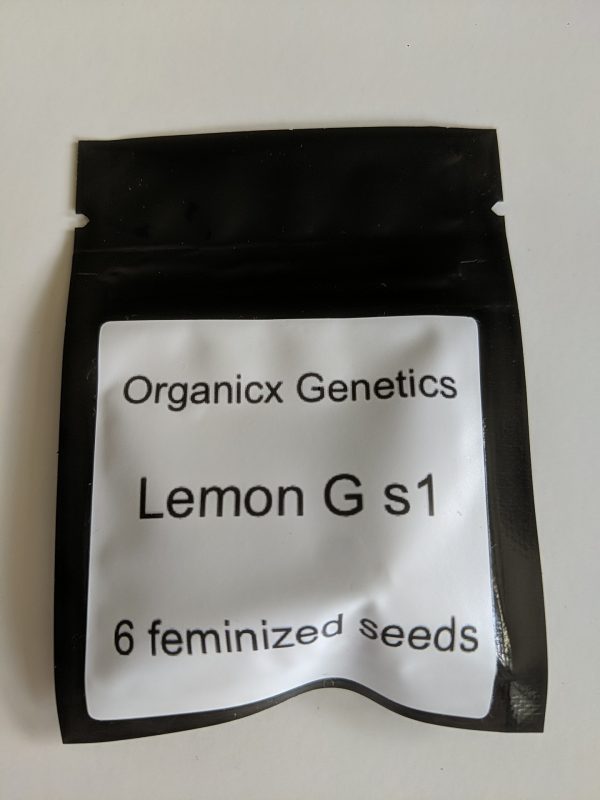 Organicx Genetics
Lemon G s1
6 feminized seeds